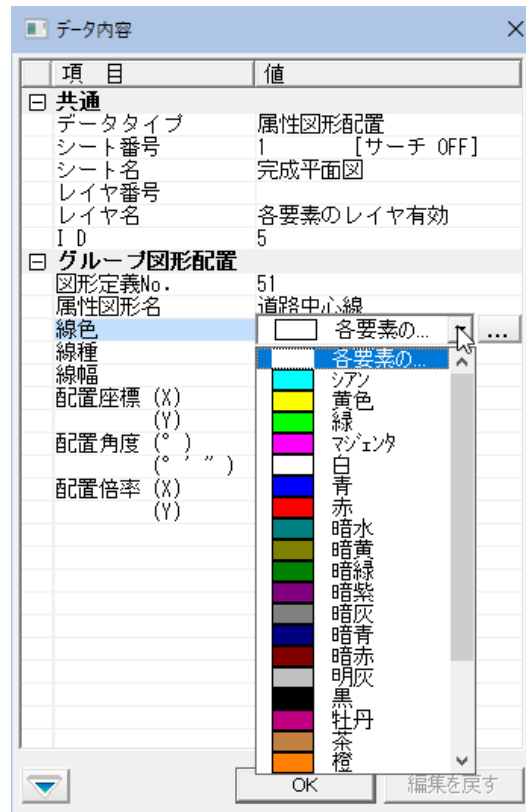 データ内容
項　目　値
共通
データタイプ　属性図形配置
シート番号　1　[サーチ OFF]
シート名　完成平面図
レイヤ番号
レイヤ名　各要素のレイヤ有効
ＩＤ　5
グループ図形配置
図形定義No.　51
属性図形名　道路中心線
線色　各要素の...　...
線種
線幅
配置座標 (X)
(Y)
配置角度 (° )
(° ′ ″ )
配置倍率 (X)
(Y)
各要素の...
シアン
黄色
緑
マジェンタ
白
青
赤
暗水
暗黄
暗緑
暗紫
暗灰
暗青
暗赤
明灰
黒
牡丹
茶
橙
OK　編集を戻す